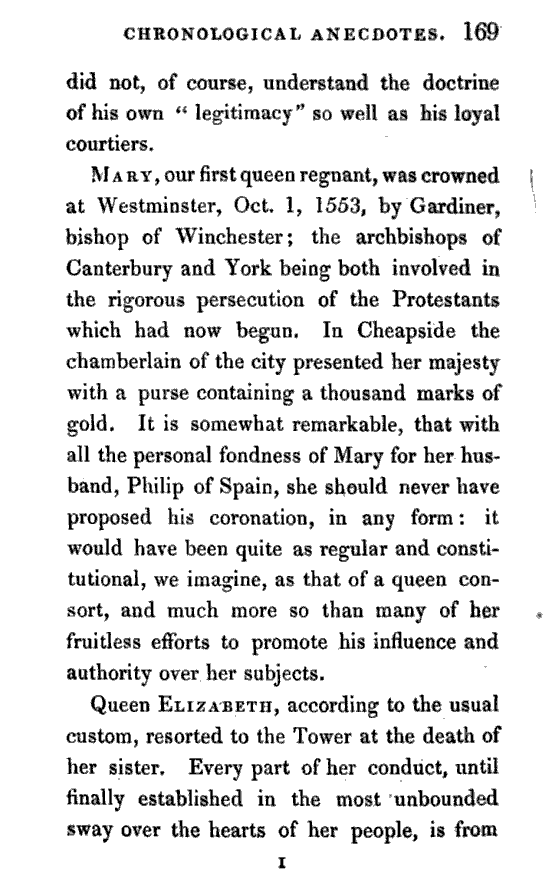 CHRONOLOGICAL ANECDOTES. 169
did not, of course, understand the doctrine
of his own “ legitimacy” so well as his loyal
courtiers.
MARY, our first queen regnant, was crowned
at Westminster, Oct. 1, 1553, by Gardiner,
bishop of Winchester; the archbishops of
Canterbury and York being both involved in
the rigorous persecution of the Protestants
which had now begun. In Cheapside the
chamberlain of the city presented her majesty
with a purse containing a thousand marks of
gold. It is somewhat remarkable, that with
all the personal fondness of Mary for her hus-
band, Philip of Spain, she should never have
proposed his coronation, in any form : it
would have been quite as regular and consti-
tutional, we imagine, as that of a queen con-
sort, and much more so than many of her
fruitless efforts to promote his influence and
authority over her subjects.
Queen ELIZABETH, according to the usual
custom, resorted to the Tower at the death of
her sister. Every part of her conduct, until
finally established in the most unbounded
sway over the hearts of her people, is from
I